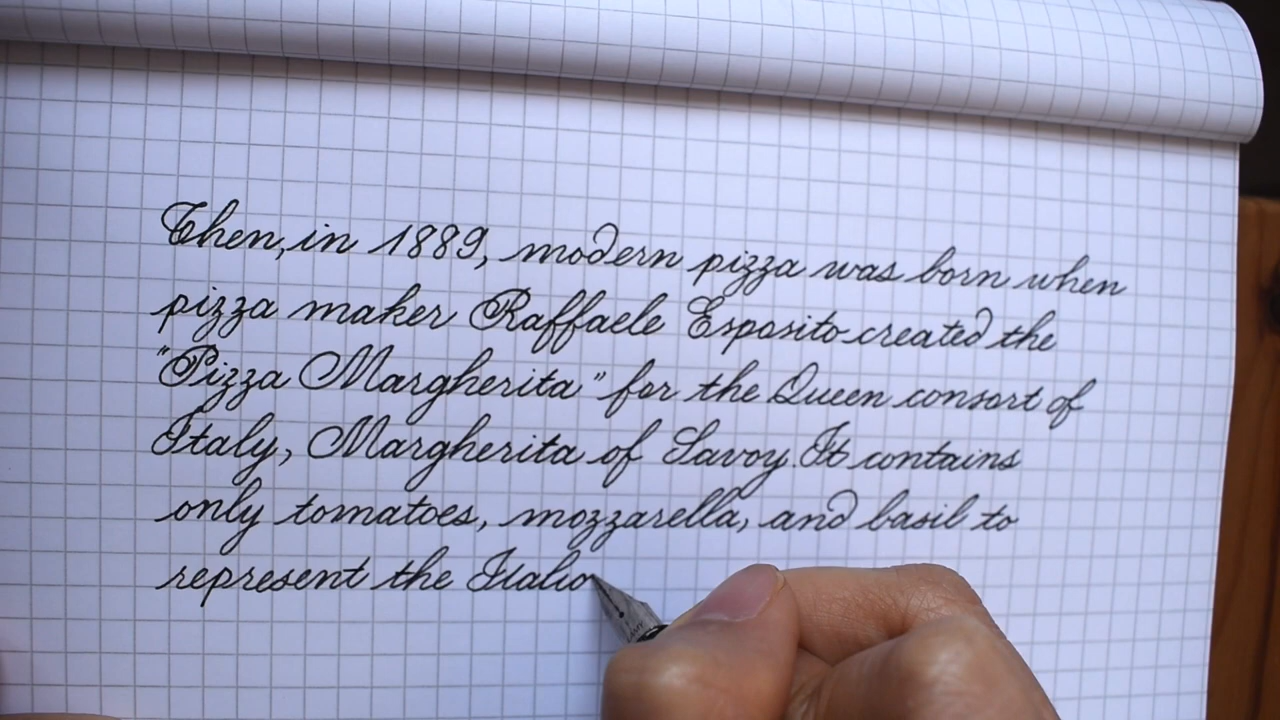 Then, in 1889, modern pizza was born when
pizza maker Raffaele Esposito created the
"Pizza Margherita" for the Queen consort of
Italy, Margherita of Savoy. It contains
only tomatoes, mozzarella, and basil to
represent the Italia